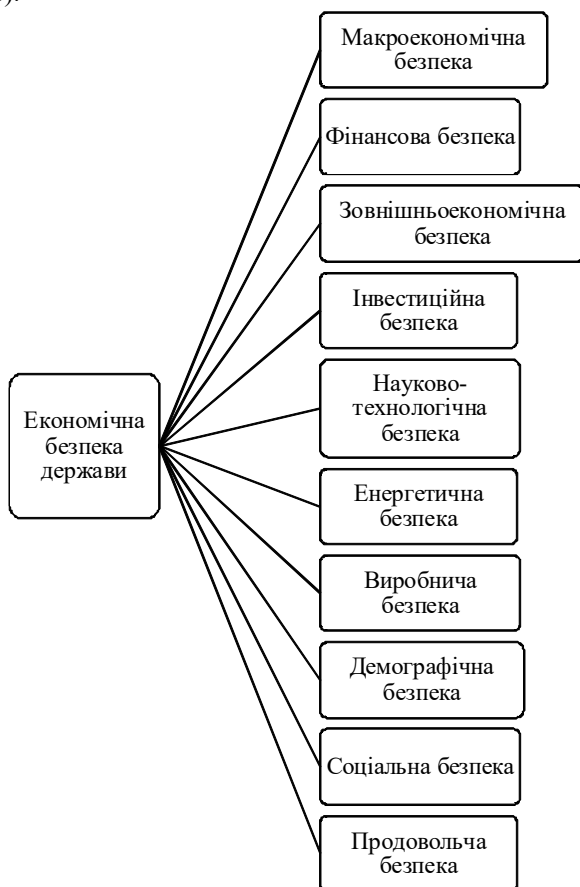 ).
Макроекономічна
безпека
Фінансова безпека
Зовнішньоекономічна
безпека
Інвестиційна
безпека
Науково-
технологічна
безпека
Економічна
безпека
держави
Енергетична
безпека
Виробнича
безпека
Демографічна
безпека
Соціальна безпека
Продовольча
безпека